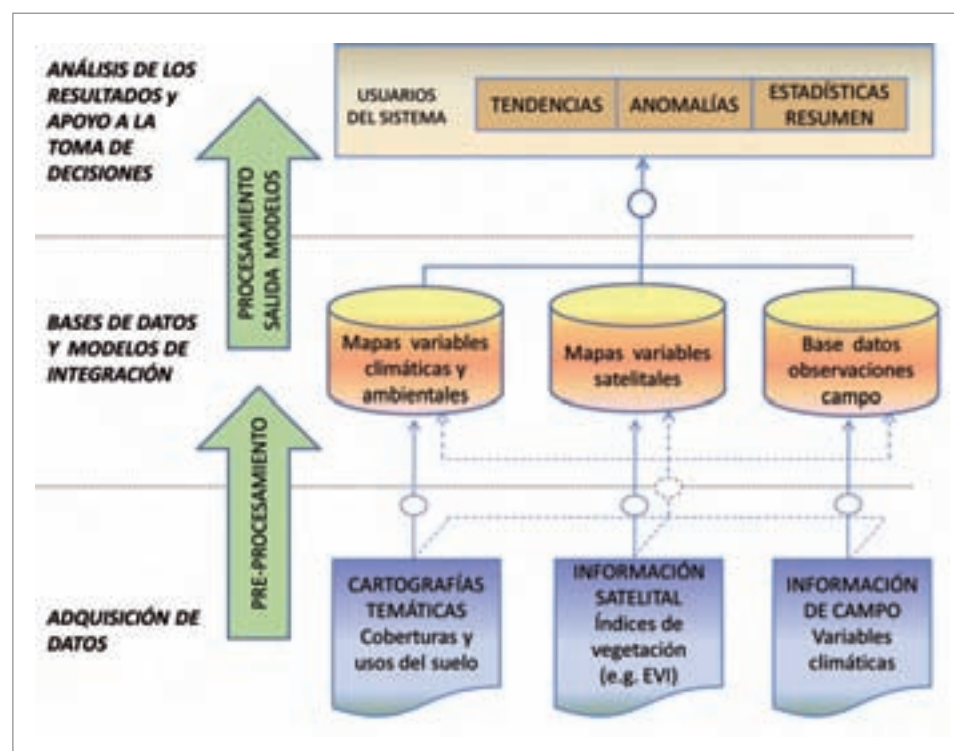 ANÁLISIS DE LOS
RESULTADOS y
APOYO A LA
TOMA DE
DECISIONES
PROCESAMIENTO
SALIDA MODELOS
USUARIOS
DEL SISTEMA
TENDENCIAS
ANOMALÍAS
ESTADÍSTICAS
RESUMEN
BASES DE DATOS
Y MODELOS DE
INTEGRACIÓN
Mapas variables
climáticas y
ambientales
Mapas variables
satelitales
Base datos
observaciones
campo
PRE-PROCESAMIENTO
ADQUISICIÓN DE
DATOS
CARTOGRAFÍAS
TEMÁTICAS
Coberturas y
usos del suelo
INFORMACIÓN
SATELITAL
Índices de
vegetación
(e.g. EVI)
INFORMACIÓN
DE CAMPO
Variables
climáticas